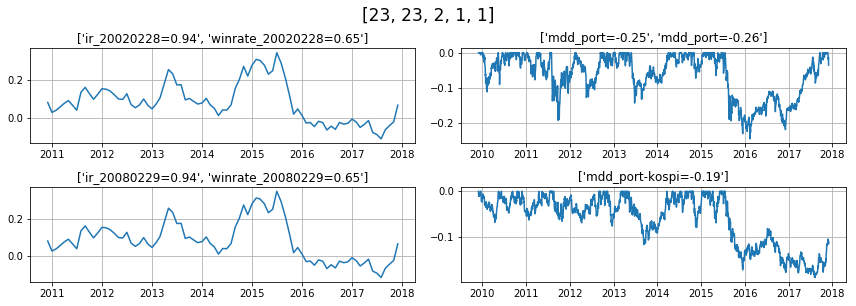 [23, 23, 2, 1, 1]
['ir_20020228=0.94', 'winrate_20020228=0.65']
0.2
0.0
2011 2012 2013 2014 2015 2016 2017 2018
['mdd_port=-0.25', 'mdd_port=-0.26']
0.0
−0.1
−0.2
2010 2011 2012 2013 2014 2015 2016 2017 2018
['ir_20080229=0.94', 'winrate_20080229=0.65']
0.2
0.0
2011 2012 2013 2014 2015 2016 2017 2018
['mdd_port-kospi=-0.19']
0.0
−0.1
2010 2011 2012 2013 2014 2015 2016 2017 2018